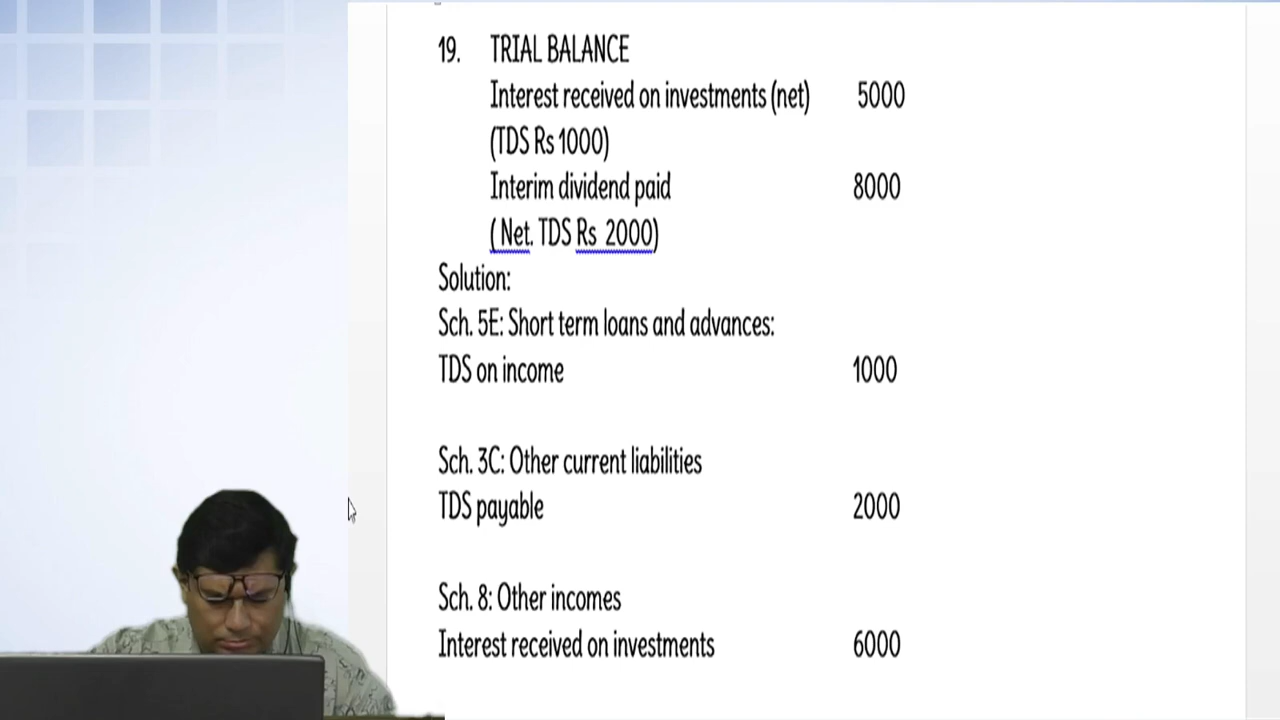 19. TRIAL BALANCE
Interest received on investments (net) 5000
(TDS Rs 1000)
Interim dividend paid 8000
( Net. TDS Rs 2000)
Solution:
Sch. 5E: Short term loans and advances:
TDS on income 1000
Sch. 3C: Other current liabilities
TDS payable 2000
Sch. 8: Other incomes
Interest received on investments 6000